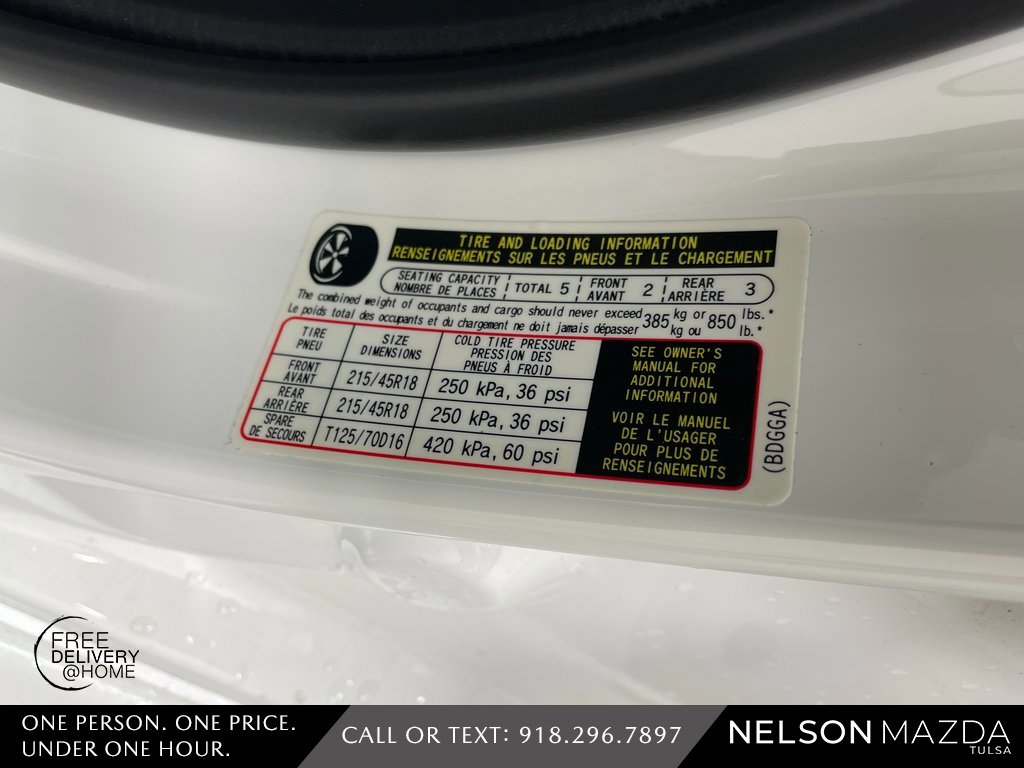 TIRE AND LOADING INFORMATION
RENSEIGNEMENTS SUR LES PNEUS ET LE CHARGEMENT
SEATING CAPACITY
NOMBRE DE PLACES
TOTAL 5
FRONT
AVANT
2
REAR
ARRIÈRE
3
The combined weight of occupants and cargo should never exceed 385 kg or 850 lbs.*
Le poids total des occupants et du chargement ne doit jamais dépasser 385 kg ou 850 lb.*
TIRE
PNEU
SIZE
DIMENSIONS
COLD TIRE PRESSURE
PRESSION DES
PNEUS À FROID
FRONT
AVANT
215/45R18
250 kPa, 36 psi
REAR
ARRIÈRE
215/45R18
250 kPa, 36 psi
SPARE
DE SECOURS
T125/70D16
420 kPa, 60 psi
SEE OWNER'S
MANUAL FOR
ADDITIONAL
INFORMATION
VOIR LE MANUEL
DE L'USAGER
POUR PLUS DE
RENSEIGNEMENTS
(BDGGA)
FREE
DELIVERY
@HOME
ONE PERSON. ONE PRICE.
UNDER ONE HOUR.
CALL OR TEXT: 918.296.7897
NELSON MAZDA
TULSA